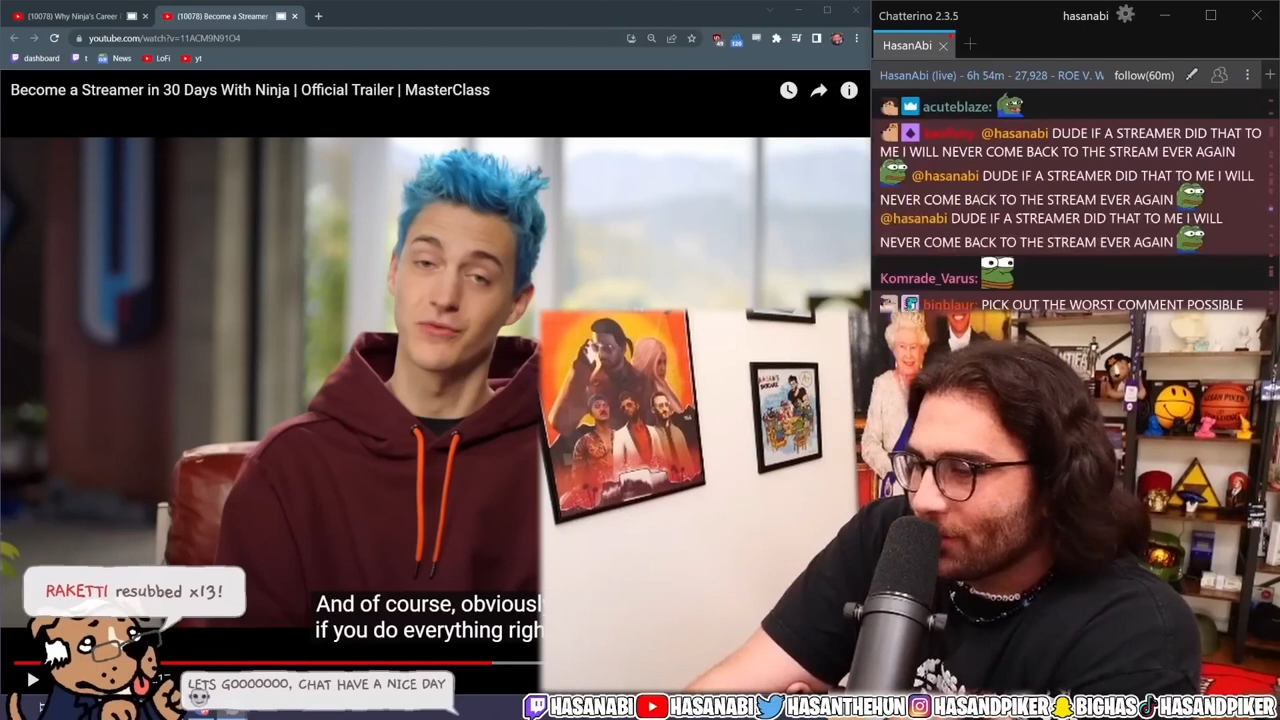 (10078) Why Ninja's Career
(10078) Become a Streamer
youtube.com/watch?v=11ACM9N91O4
dashboard
t
News
LoFi
yt
Become a Streamer in 30 Days With Ninja | Official Trailer | MasterClass
And of course, obviousl
if you do everything righ
RAKETTI resubbed x13!
LETS GOOOOOOO, CHAT HAVE A NICE DAY
Chatterino 2.3.5
hasanabi
HasanAbi
HasanAbi (live) - 6h 54m - 27,928 - ROE V. W
follow(60m)
acuteblaze:
@hasanabi DUDE IF A STREAMER DID THAT TO
ME I WILL NEVER COME BACK TO THE STREAM EVER AGAIN
@hasanabi DUDE IF A STREAMER DID THAT TO ME I WILL
NEVER COME BACK TO THE STREAM EVER AGAIN
@hasanabi DUDE IF A STREAMER DID THAT TO ME I WILL
NEVER COME BACK TO THE STREAM EVER AGAIN
Komrade_Varus:
binblaur: PICK OUT THE WORST COMMENT POSSIBLE
HASANABI
HASANABI
HASANTHEHUN
HASANDPIKER
BIGHAS
HASANDPIKER